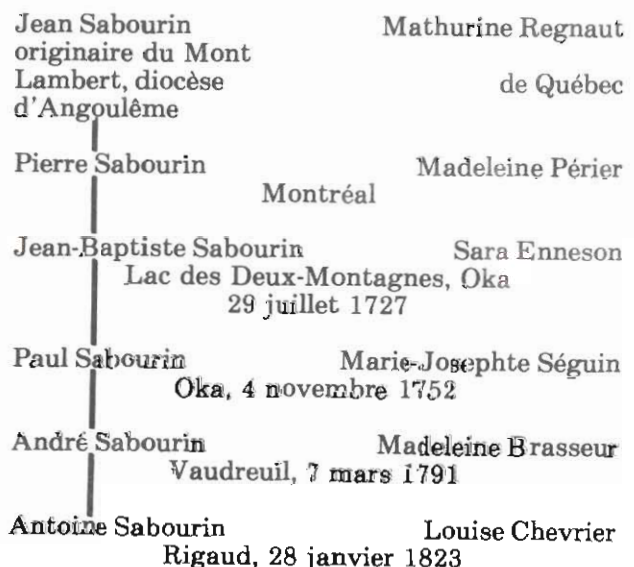 Jean Sabourin Mathurine Regnaut
originaire du Mont
Lambert, diocèse de Québec
d'Angoulême
Pierre Sabourin Madeleine Périer
Montréal
Jean-Baptiste Sabourin Sara Enneson
Lac des Deux-Montagnes, Oka
29 juillet 1727
Paul Sabourin Marie-Josephte Séguin
Oka, 4 novembre 1752
André Sabourin Madeleine Brasseur
Vaudreuil, 7 mars 1791
Antoine Sabourin Louise Chevrier
Rigaud, 28 janvier 1823